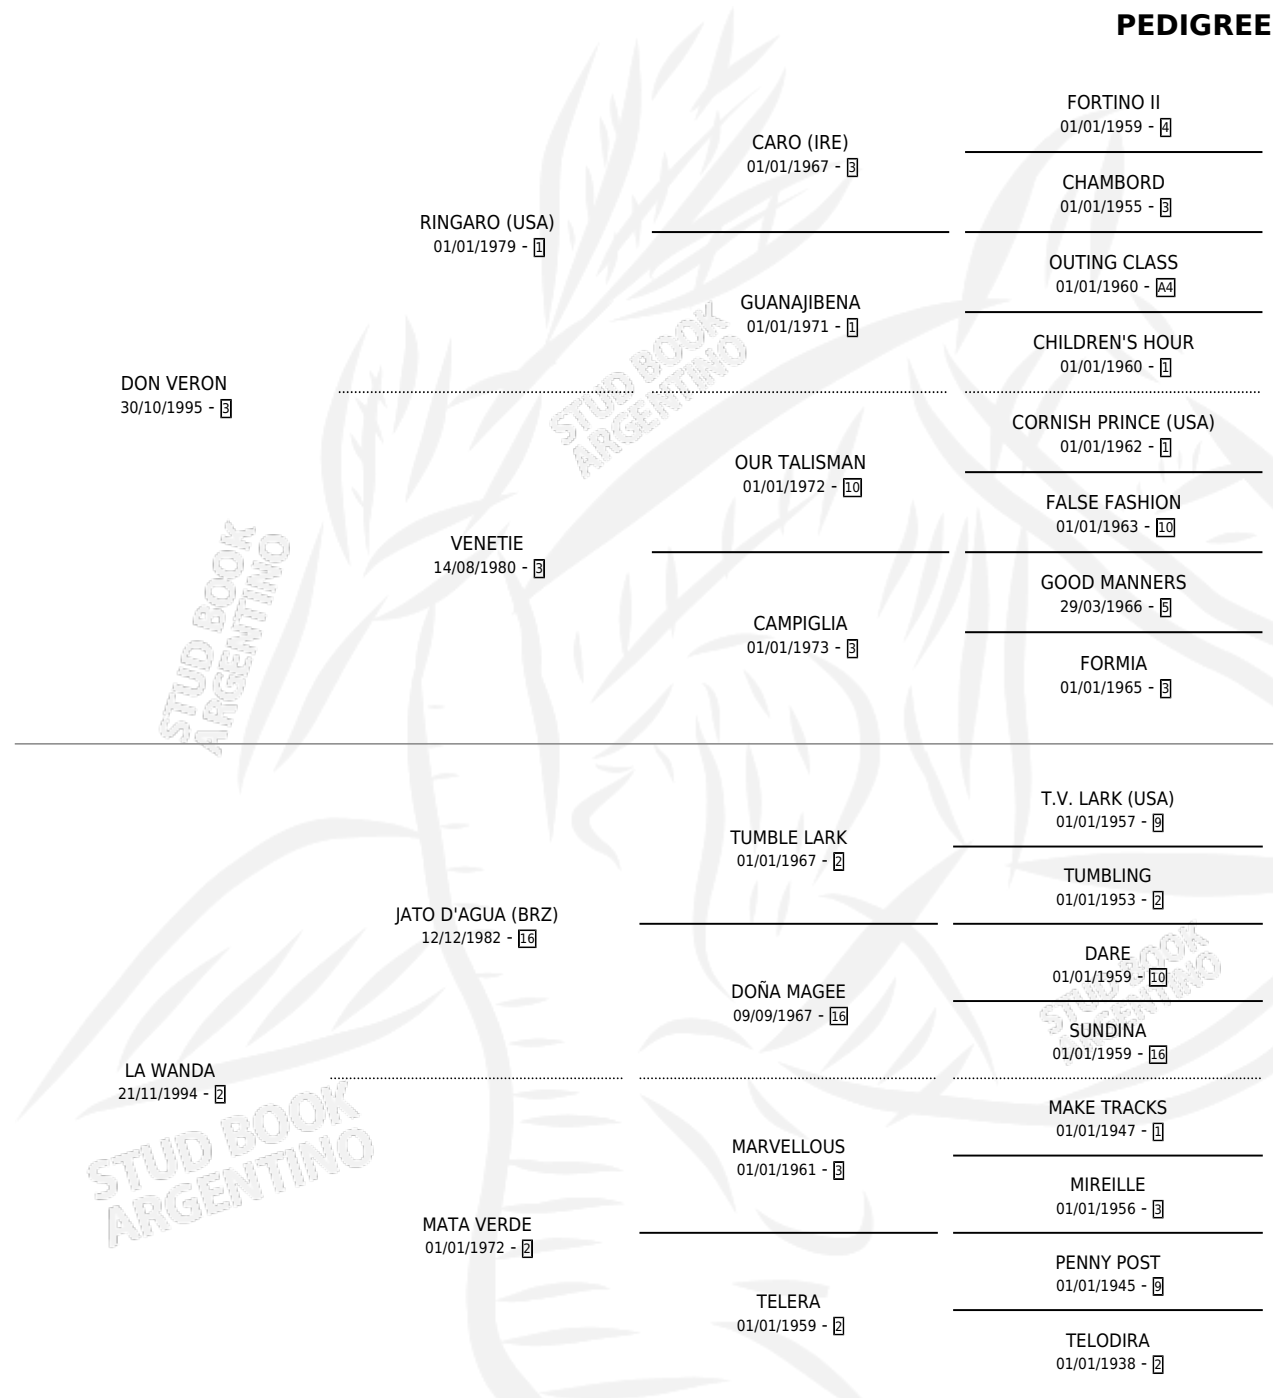 PEDIGREE
FORTINO II
01/01/1959 - 4
CARO (IRE)
01/01/1967 - 3
CHAMBORD
01/01/1955 - 3
RINGARO (USA)
01/01/1979 - 1
OUTING CLASS
01/01/1960 - A4
GUANAJIBENA
01/01/1971 - 1
CHILDREN'S HOUR
01/01/1960 - 1
DON VERON
30/10/1995 - 3
CORNISH PRINCE (USA)
01/01/1962 - 1
OUR TALISMAN
01/01/1972 - 10
FALSE FASHION
01/01/1963 - 10
VENETIE
14/08/1980 - 3
GOOD MANNERS
29/03/1966 - 5
CAMPIGLIA
01/01/1973 - 3
FORMIA
01/01/1965 - 3
STUD BOOK
ARGENTINO
STUD BOOK
ARGENTINO
T.V. LARK (USA)
01/01/1957 - 9
TUMBLE LARK
01/01/1967 - 2
TUMBLING
01/01/1953 - 2
JATO D'AGUA (BRZ)
12/12/1982 - 16
DARE
01/01/1959 - 10
DOÑA MAGEE
09/09/1967 - 16
SUNDINA
01/01/1959 - 16
LA WANDA
21/11/1994 - 2
MAKE TRACKS
01/01/1947 - 1
MARVELLOUS
01/01/1961 - 3
MIREILLE
01/01/1956 - 3
MATA VERDE
01/01/1972 - 2
PENNY POST
01/01/1945 - 9
TELERA
01/01/1959 - 2
TELODIRA
01/01/1938 - 2
STUD BOOK
ARGENTINO
STUD BOOK
ARGENTINO